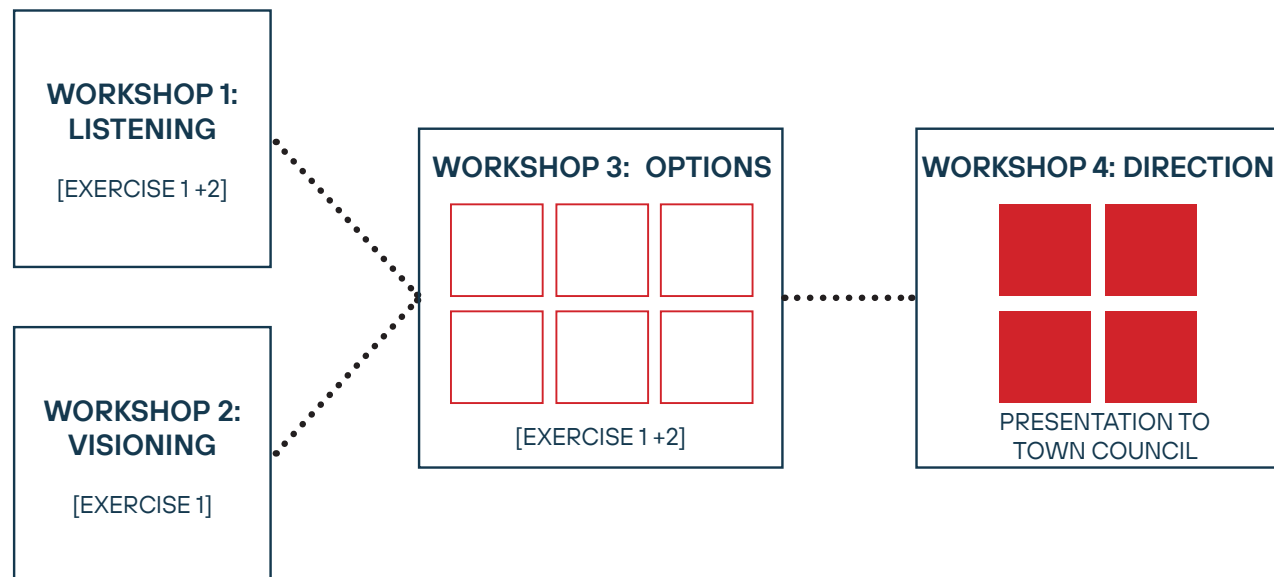 WORKSHOP 1:
LISTENING
[EXERCISE 1 +2]
WORKSHOP 2:
VISIONING
[EXERCISE 1]
WORKSHOP 3:  OPTIONS
[EXERCISE 1 +2]
WORKSHOP 4: DIRECTION
PRESENTATION TO
TOWN COUNCIL